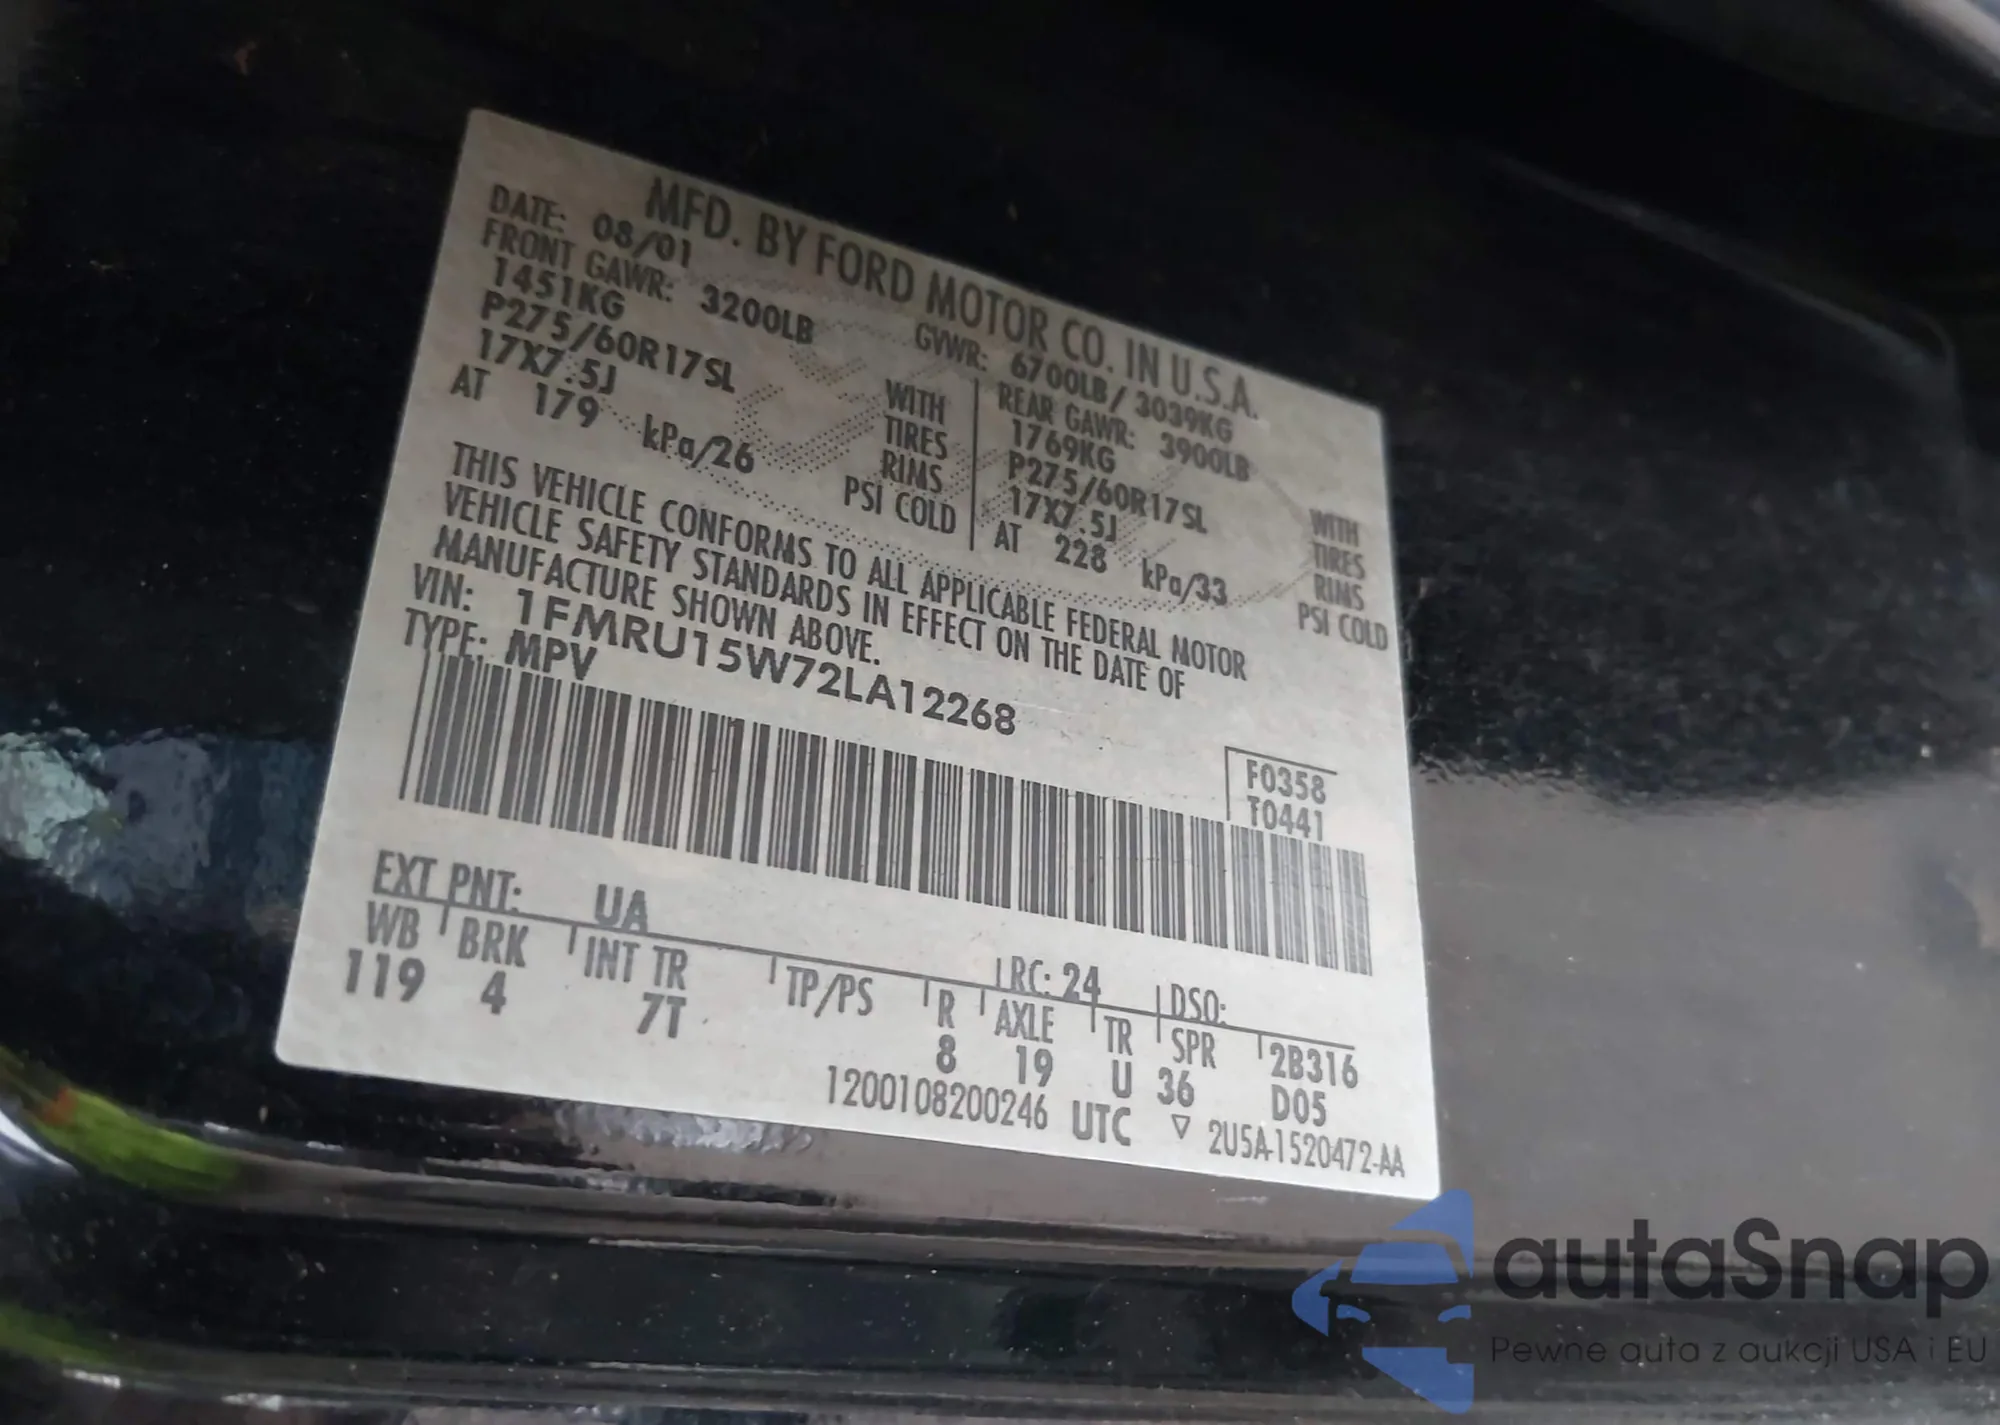 MFD. BY FORD MOTOR CO. IN U.S.A.
DATE: 08/01 GVWR: 6700LB / 3039KG
FRONT GAWR: 3200LB REAR GAWR: 3900LB
1451KG WITH 1769KG WITH
P275/60R17SL TIRES P275/60R17SL TIRES
17X7.5J RIMS 17X7.5J RIMS
AT 179 kPa/26 PSI COLD AT 228 kPa/33 PSI COLD
THIS VEHICLE CONFORMS TO ALL APPLICABLE FEDERAL MOTOR
VEHICLE SAFETY STANDARDS IN EFFECT ON THE DATE OF
MANUFACTURE SHOWN ABOVE.
VIN: 1FMRU15W72LA12268
TYPE: MPV
F0358
T0441
EXT PNT: UA RC: 24 DSO:
WB BRK INT TR TP/PS R AXLE TR SPR 2B316
119 4 7T 8 19 U 36 D05
1200108200246 UTC ▽ 2U5A-1520472-AA
autaSnap
Pewne auta z aukcji USA i EU